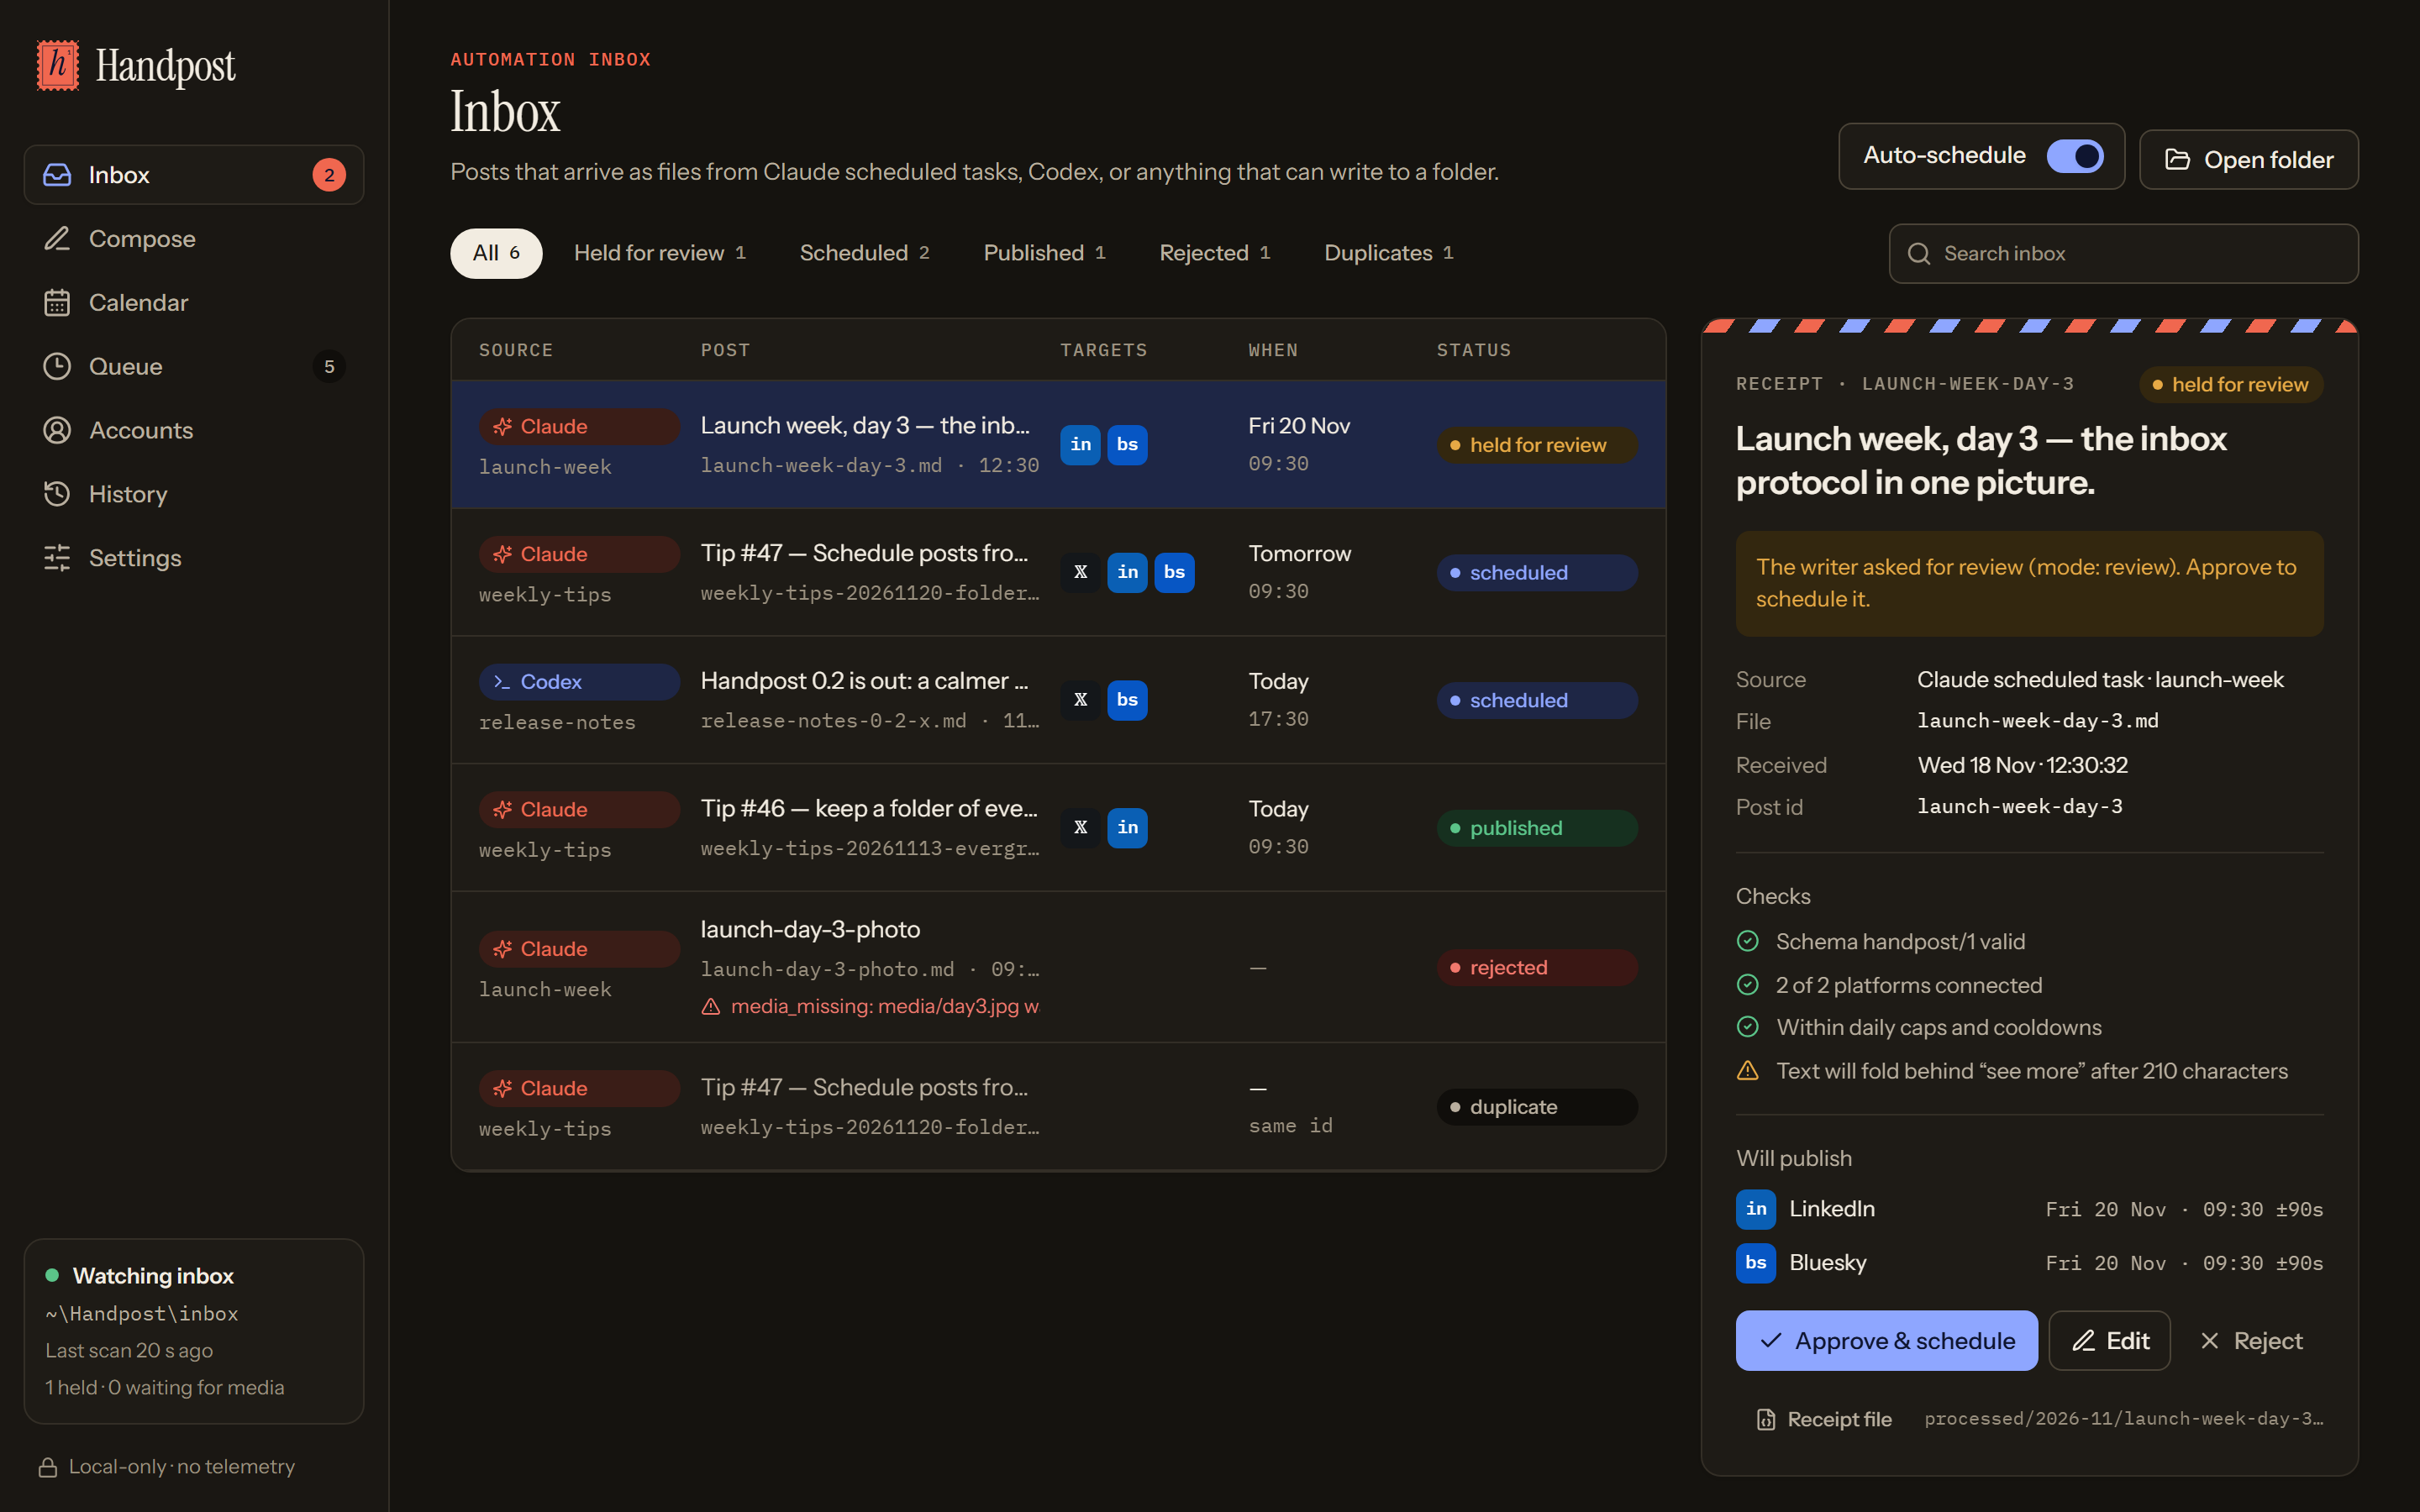 h Handpost
Inbox 2
Compose
Calendar
Queue 5
Accounts
History
Settings
Watching inbox
~\Handpost\inbox
Last scan 20 s ago
1 held · 0 waiting for media
Local-only · no telemetry
AUTOMATION INBOX
Inbox
Posts that arrive as files from Claude scheduled tasks, Codex, or anything that can write to a folder.
Auto-schedule
Open folder
All 6 Held for review 1 Scheduled 2 Published 1 Rejected 1 Duplicates 1
Search inbox
SOURCE POST TARGETS WHEN STATUS
Claude Launch week, day 3 — the inb... in bs Fri 20 Nov held for review
launch-week launch-week-day-3.md · 12:30 09:30
Claude Tip #47 — Schedule posts fro... X in bs Tomorrow scheduled
weekly-tips weekly-tips-20261120-folder... 09:30
Codex Handpost 0.2 is out: a calmer ... X bs Today scheduled
release-notes release-notes-0-2-x.md · 11... 17:30
Claude Tip #46 — keep a folder of eve... X in Today published
weekly-tips weekly-tips-20261113-evergr... 09:30
Claude launch-day-3-photo — rejected
launch-week launch-day-3-photo.md · 09:...
media_missing: media/day3.jpg w
Claude Tip #47 — Schedule posts fro... — duplicate
weekly-tips weekly-tips-20261120-folder... same id
RECEIPT · LAUNCH-WEEK-DAY-3 held for review
Launch week, day 3 — the inbox
protocol in one picture.
The writer asked for review (mode: review). Approve to
schedule it.
Source Claude scheduled task · launch-week
File launch-week-day-3.md
Received Wed 18 Nov · 12:30:32
Post id launch-week-day-3
Checks
Schema handpost/1 valid
2 of 2 platforms connected
Within daily caps and cooldowns
Text will fold behind “see more” after 210 characters
Will publish
in LinkedIn Fri 20 Nov · 09:30 ±90s
bs Bluesky Fri 20 Nov · 09:30 ±90s
Approve & schedule Edit Reject
Receipt file processed/2026-11/launch-week-day-3...